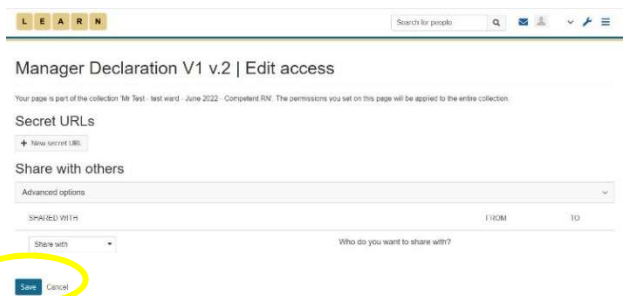 L E A R N
Search for people
Manager Declaration V1 v.2 | Edit access
Your page is part of the collection 'Mr Test - test ward - June 2022 - Competent RN'. The permissions you set on this page will be applied to the entire collection
Secret URLs
+ New secret URL
Share with others
Advanced options
SHARED WITH FROM TO
Share with Who do you want to share with?
Save Cancel